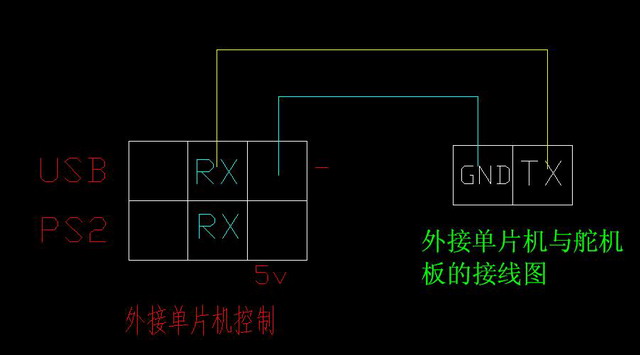 USB RX -
GND TX
PS2 RX
外接单片机与舵机
板的接线图
5v
外接单片机控制